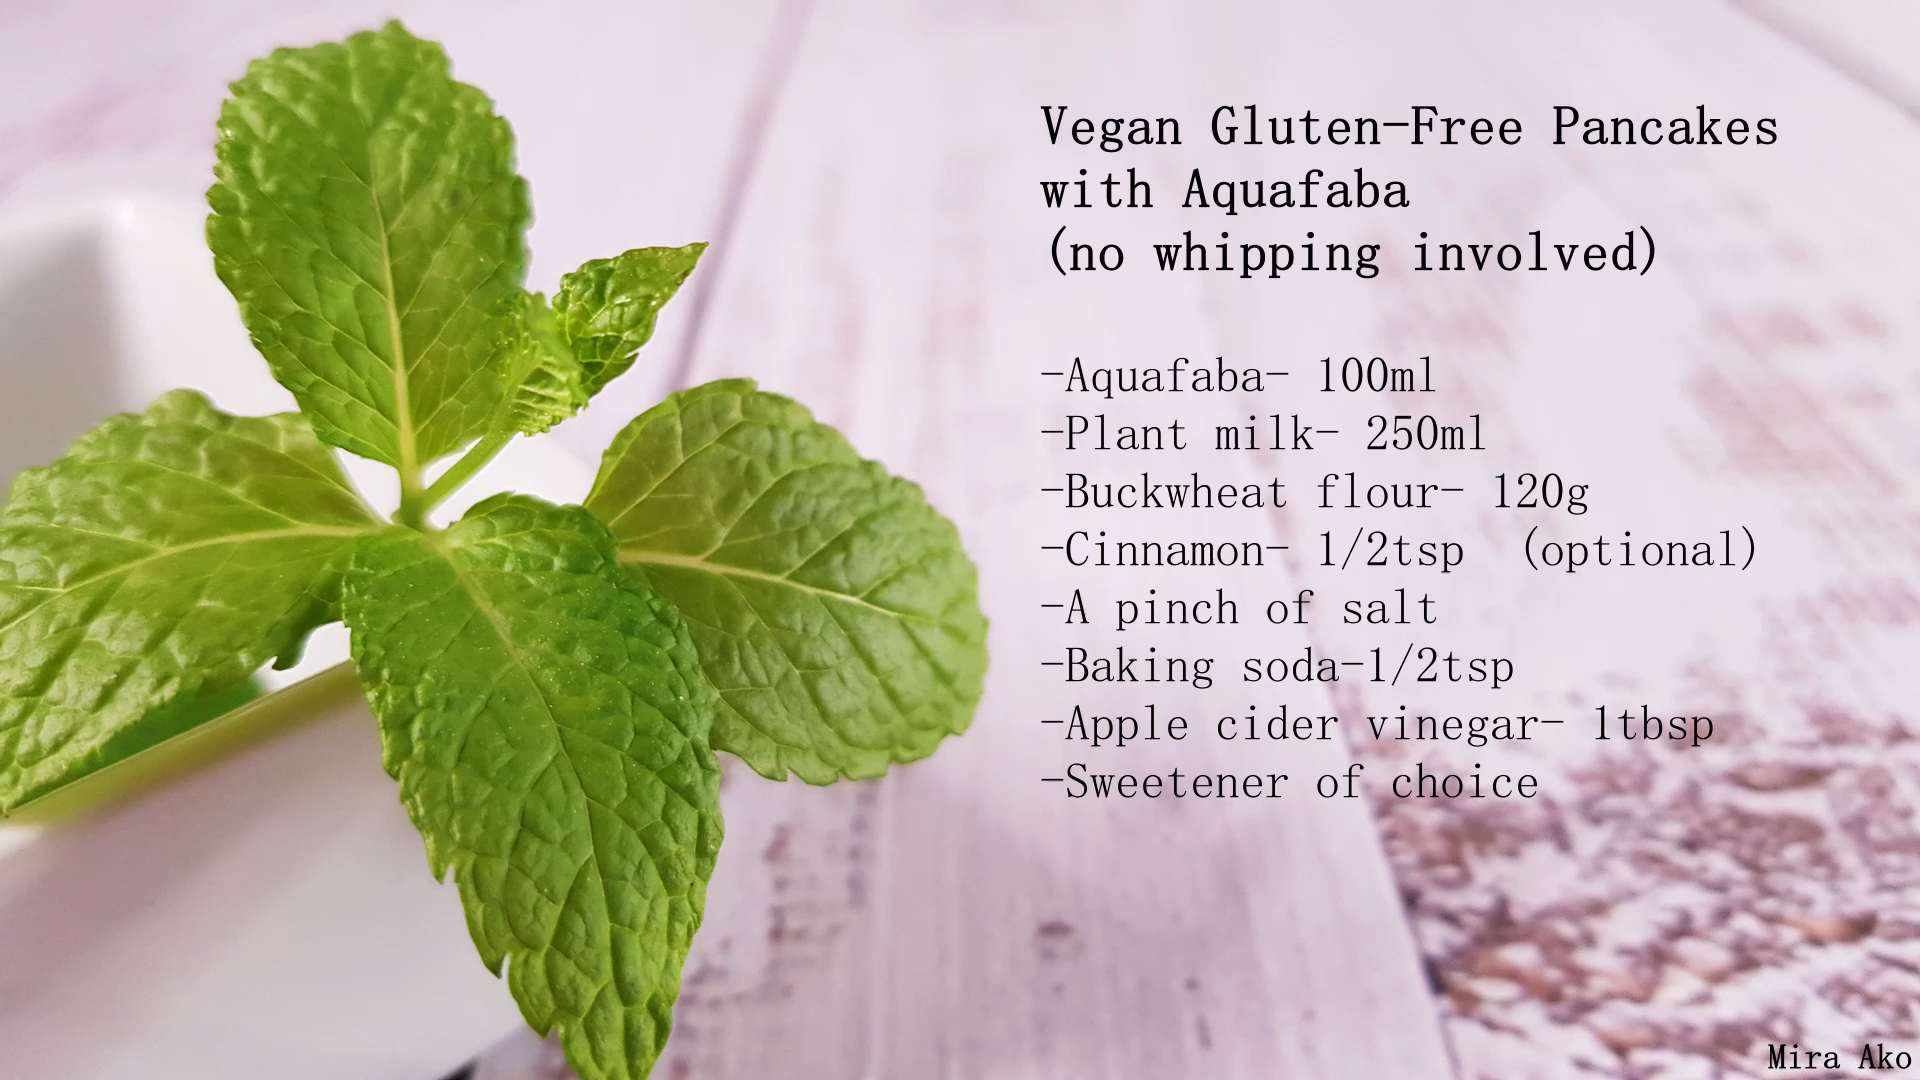 Vegan Gluten-Free Pancakes
with Aquafaba
(no whipping involved)
-Aquafaba- 100ml
-Plant milk- 250ml
-Buckwheat flour- 120g
-Cinnamon- 1/2tsp  (optional)
-A pinch of salt
-Baking soda-1/2tsp
-Apple cider vinegar- 1tbsp
-Sweetener of choice
Mira Ako